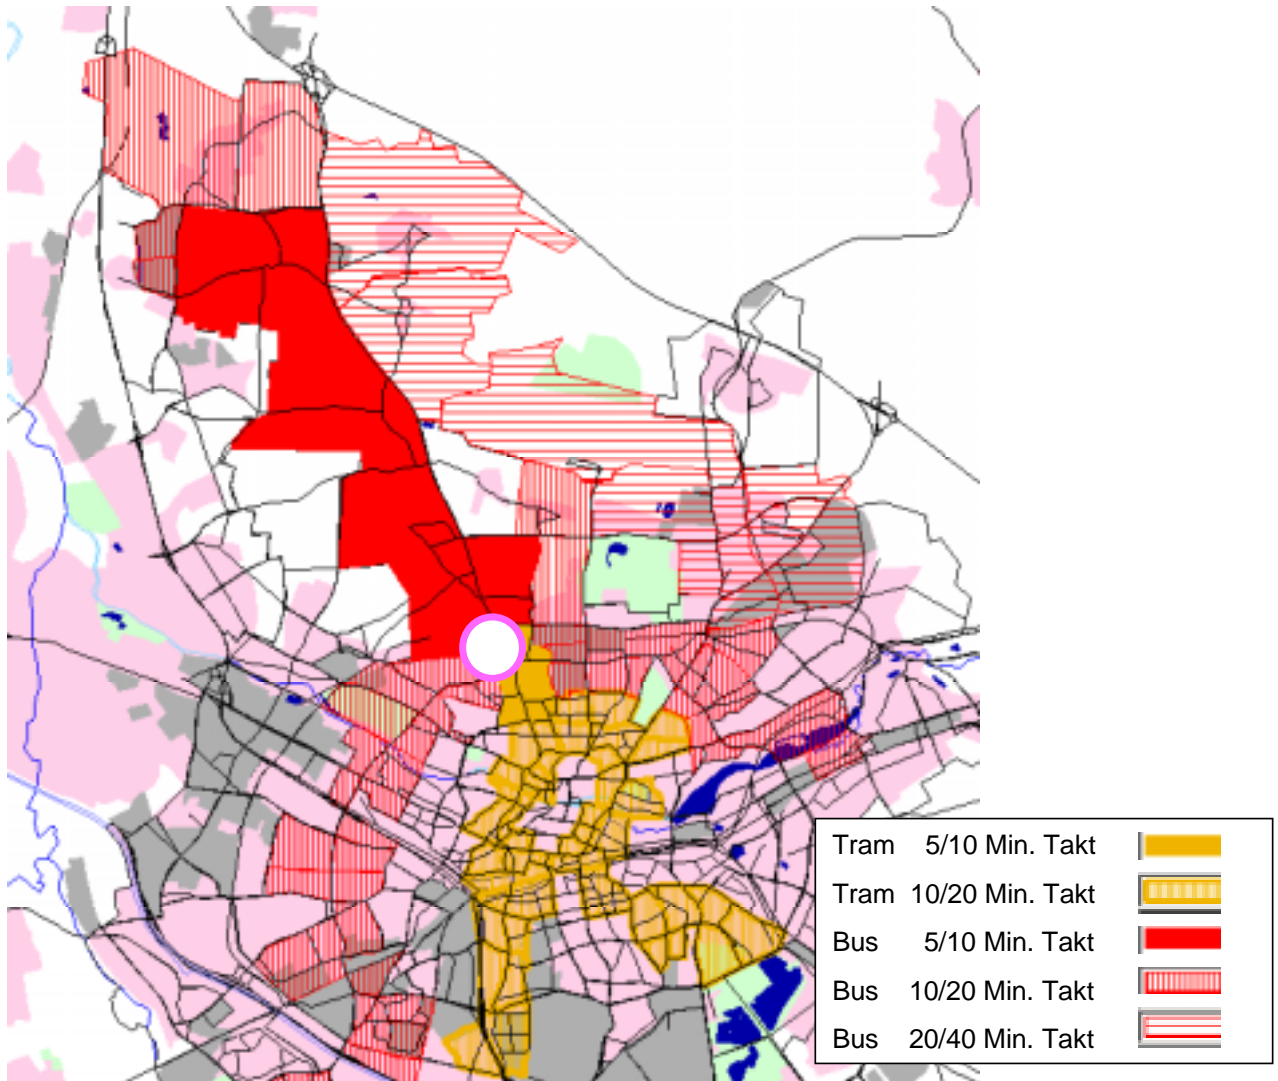 Tram 5/10 Min. Takt
Tram 10/20 Min. Takt
Bus 5/10 Min. Takt
Bus 10/20 Min. Takt
Bus 20/40 Min. Takt